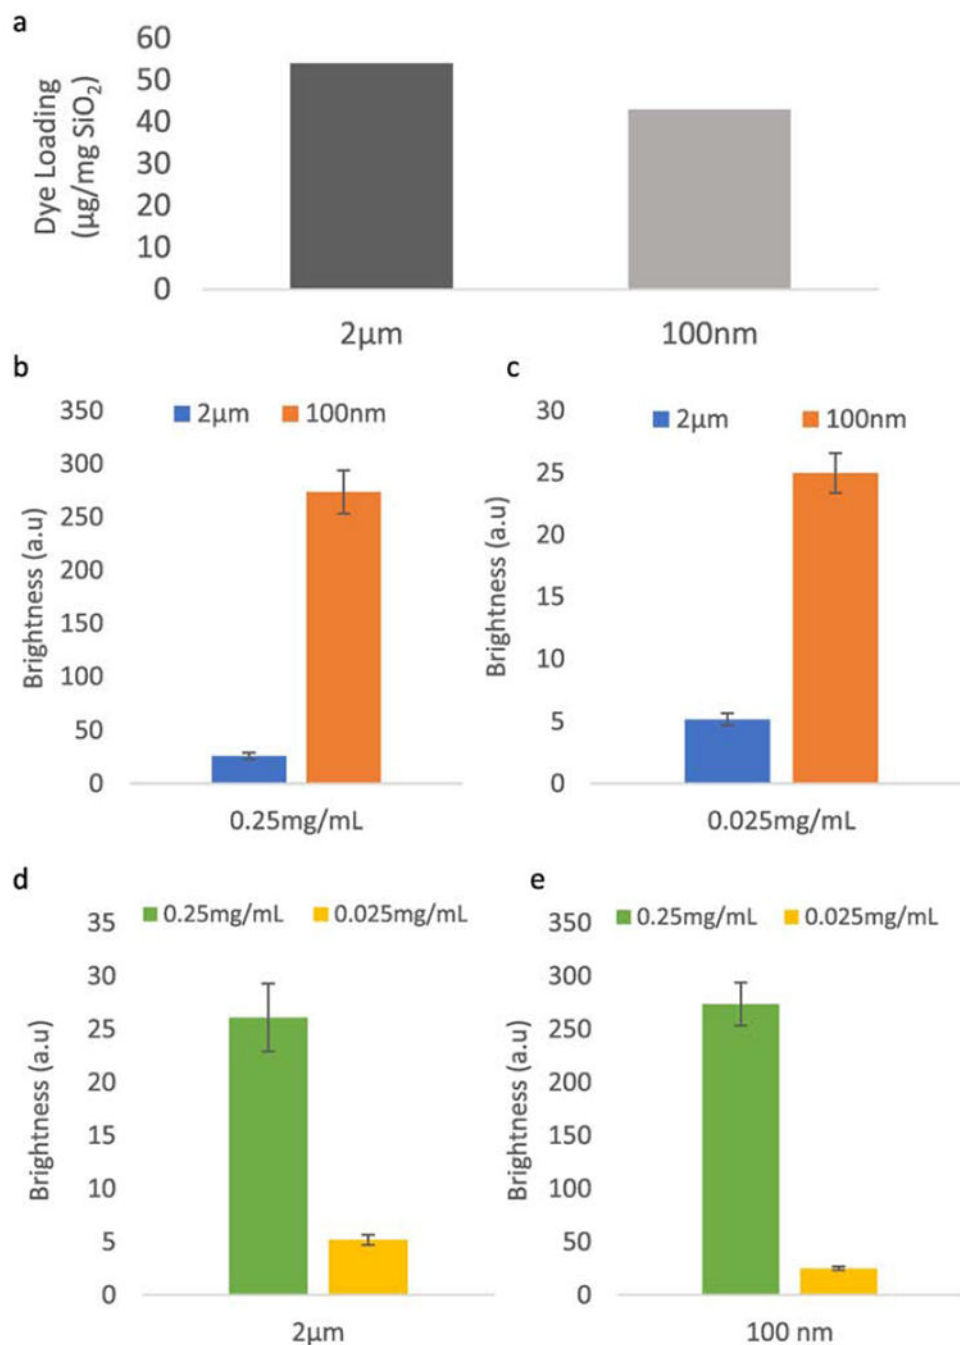 a
Dye Loading
(µg/mg SiO₂)
60
50
40
30
20
10
0
2µm
100nm
b
Brightness (a.u)
350
300
250
200
150
100
50
0
2µm
100nm
0.25mg/mL
c
Brightness (a.u)
30
25
20
15
10
5
0
2µm
100nm
0.025mg/mL
d
Brightness (a.u)
35
30
25
20
15
10
5
0
0.25mg/mL
0.025mg/mL
2µm
e
Brightness (a.u)
350
300
250
200
150
100
50
0
0.25mg/mL
0.025mg/mL
100 nm